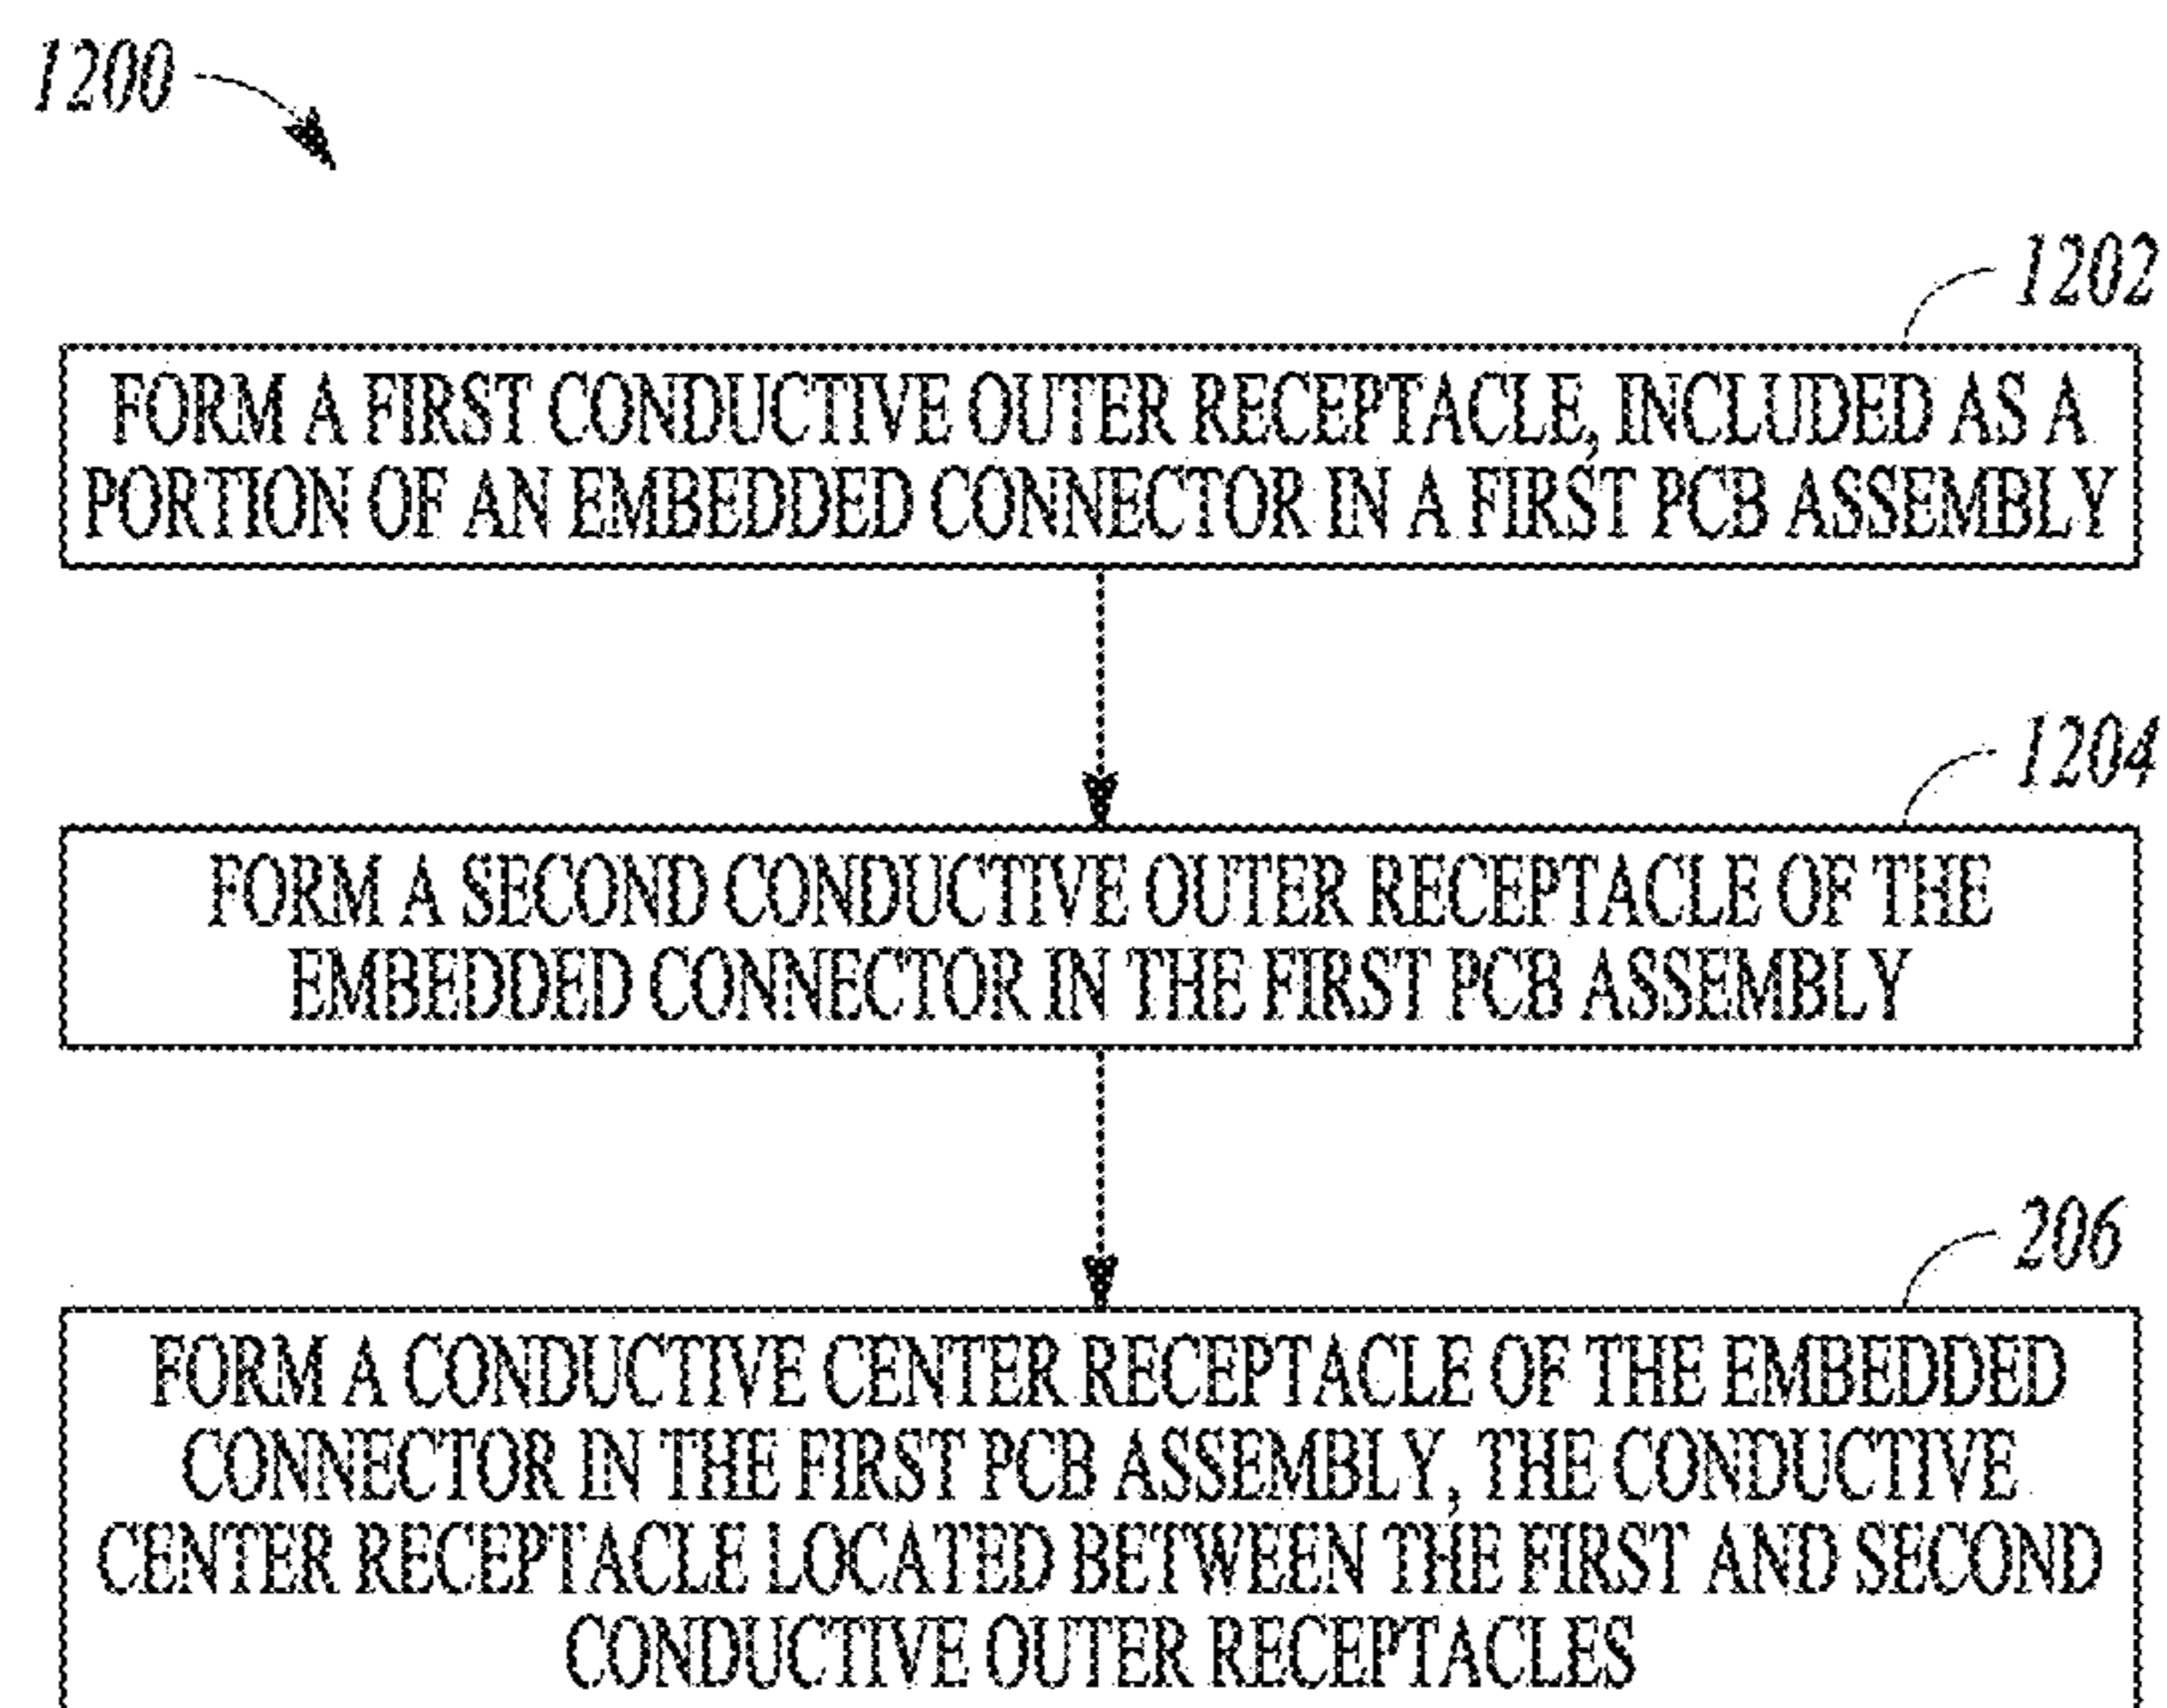 1200
1202
FORM A FIRST CONDUCTIVE OUTER RECEPTACLE, INCLUDED AS A
PORTION OF AN EMBEDDED CONNECTOR IN A FIRST PCB ASSEMBLY
1204
FORM A SECOND CONDUCTIVE OUTER RECEPTACLE OF THE
EMBEDDED CONNECTOR IN THE FIRST PCB ASSEMBLY
206
FORM A CONDUCTIVE CENTER RECEPTACLE OF THE EMBEDDED
CONNECTOR IN THE FIRST PCB ASSEMBLY, THE CONDUCTIVE
CENTER RECEPTACLE LOCATED BETWEEN THE FIRST AND SECOND
CONDUCTIVE OUTER RECEPTACLES